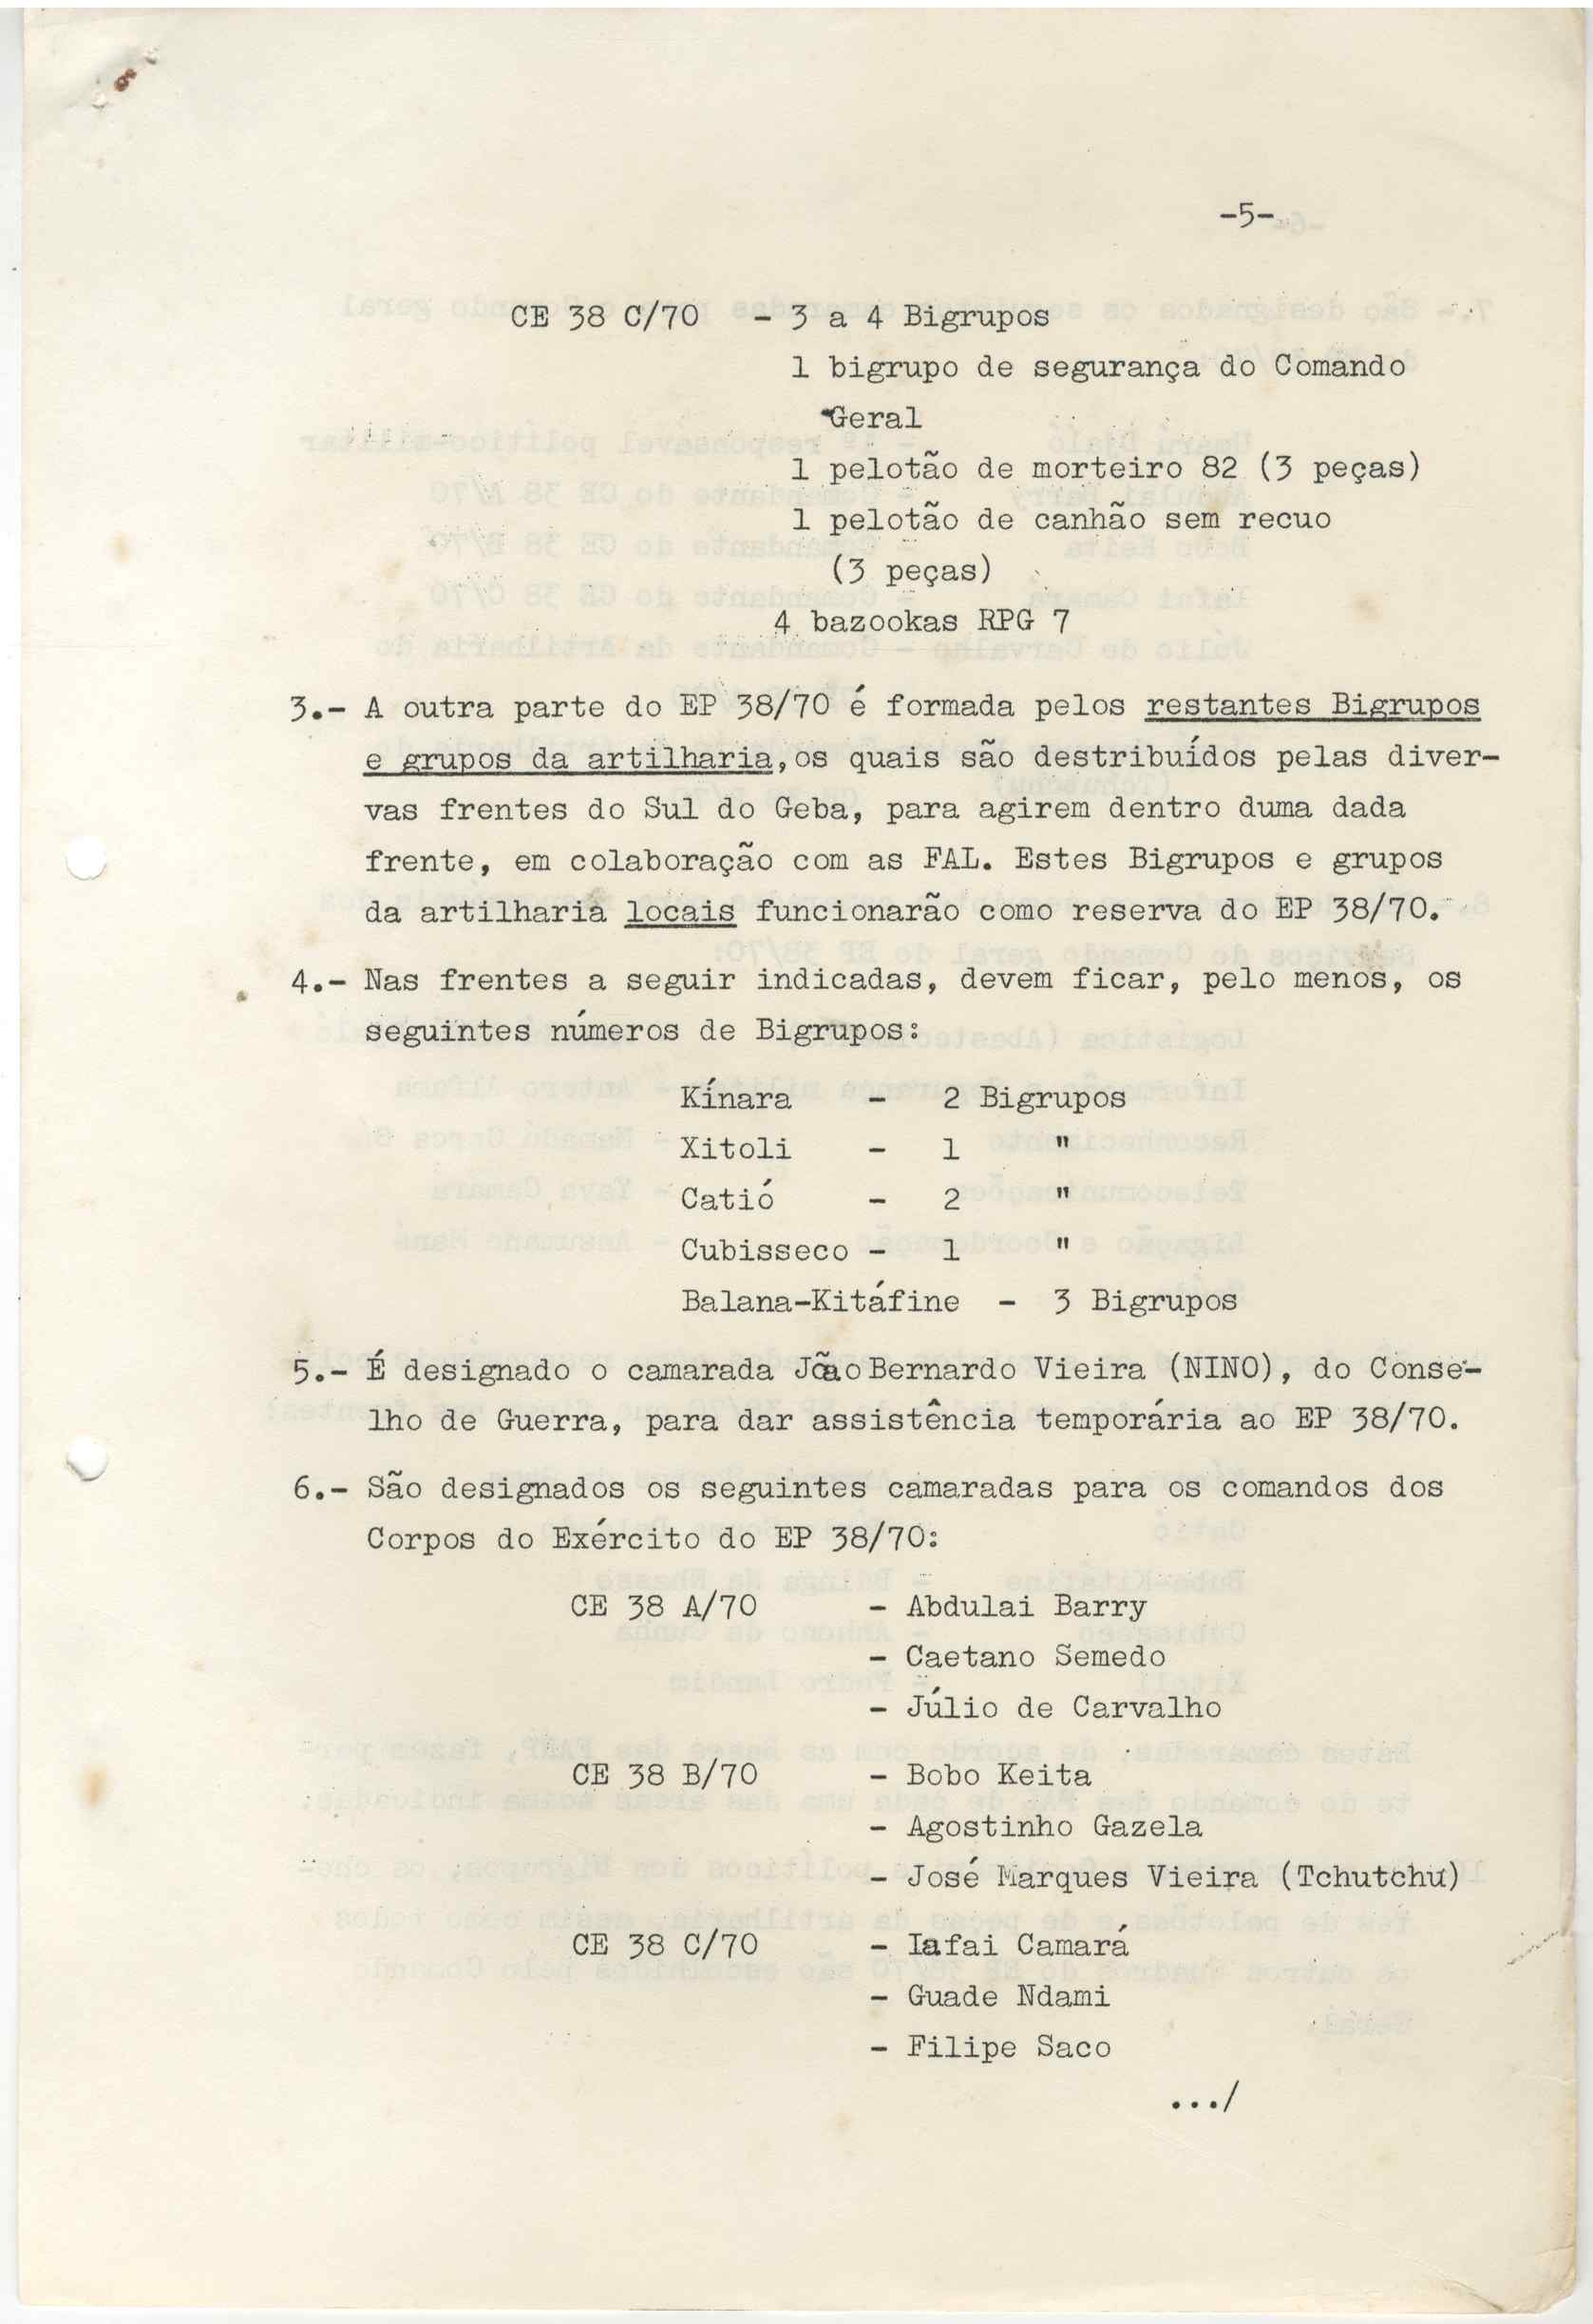 -5-
CE 38 C/70 - 3 a 4 Bigrupos
1 bigrupo de segurança do Comando
Geral
1 pelotão de morteiro 82 (3 peças)
1 pelotão de canhão sem recuo
(3 peças)
4 bazookas RPG 7
3.- A outra parte do EP 38/70 é formada pelos restantes Bigrupos
e grupos da artilharia, os quais são destribuídos pelas diver-
vas frentes do Sul do Geba, para agirem dentro duma dada
frente, em colaboração com as FAL. Estes Bigrupos e grupos
da artilharia locais funcionarão como reserva do EP 38/70.
4.- Nas frentes a seguir indicadas, devem ficar, pelo menos, os
seguintes números de Bigrupos:
Kínara - 2 Bigrupos
Xitoli - 1 "
Catió - 2 "
Cubisseco - 1 "
Balana-Kitáfine - 3 Bigrupos
5.- É designado o camarada João Bernardo Vieira (NINO), do Conse-
lho de Guerra, para dar assistência temporária ao EP 38/70.
6.- São designados os seguintes camaradas para os comandos dos
Corpos do Exército do EP 38/70:
CE 38 A/70 - Abdulai Barry
- Caetano Semedo
- Júlio de Carvalho
CE 38 B/70 - Bobo Keita
- Agostinho Gazela
- José Marques Vieira (Tchutchu)
CE 38 C/70 - Iafai Camará
- Guade Ndami
- Filipe Saco
.../